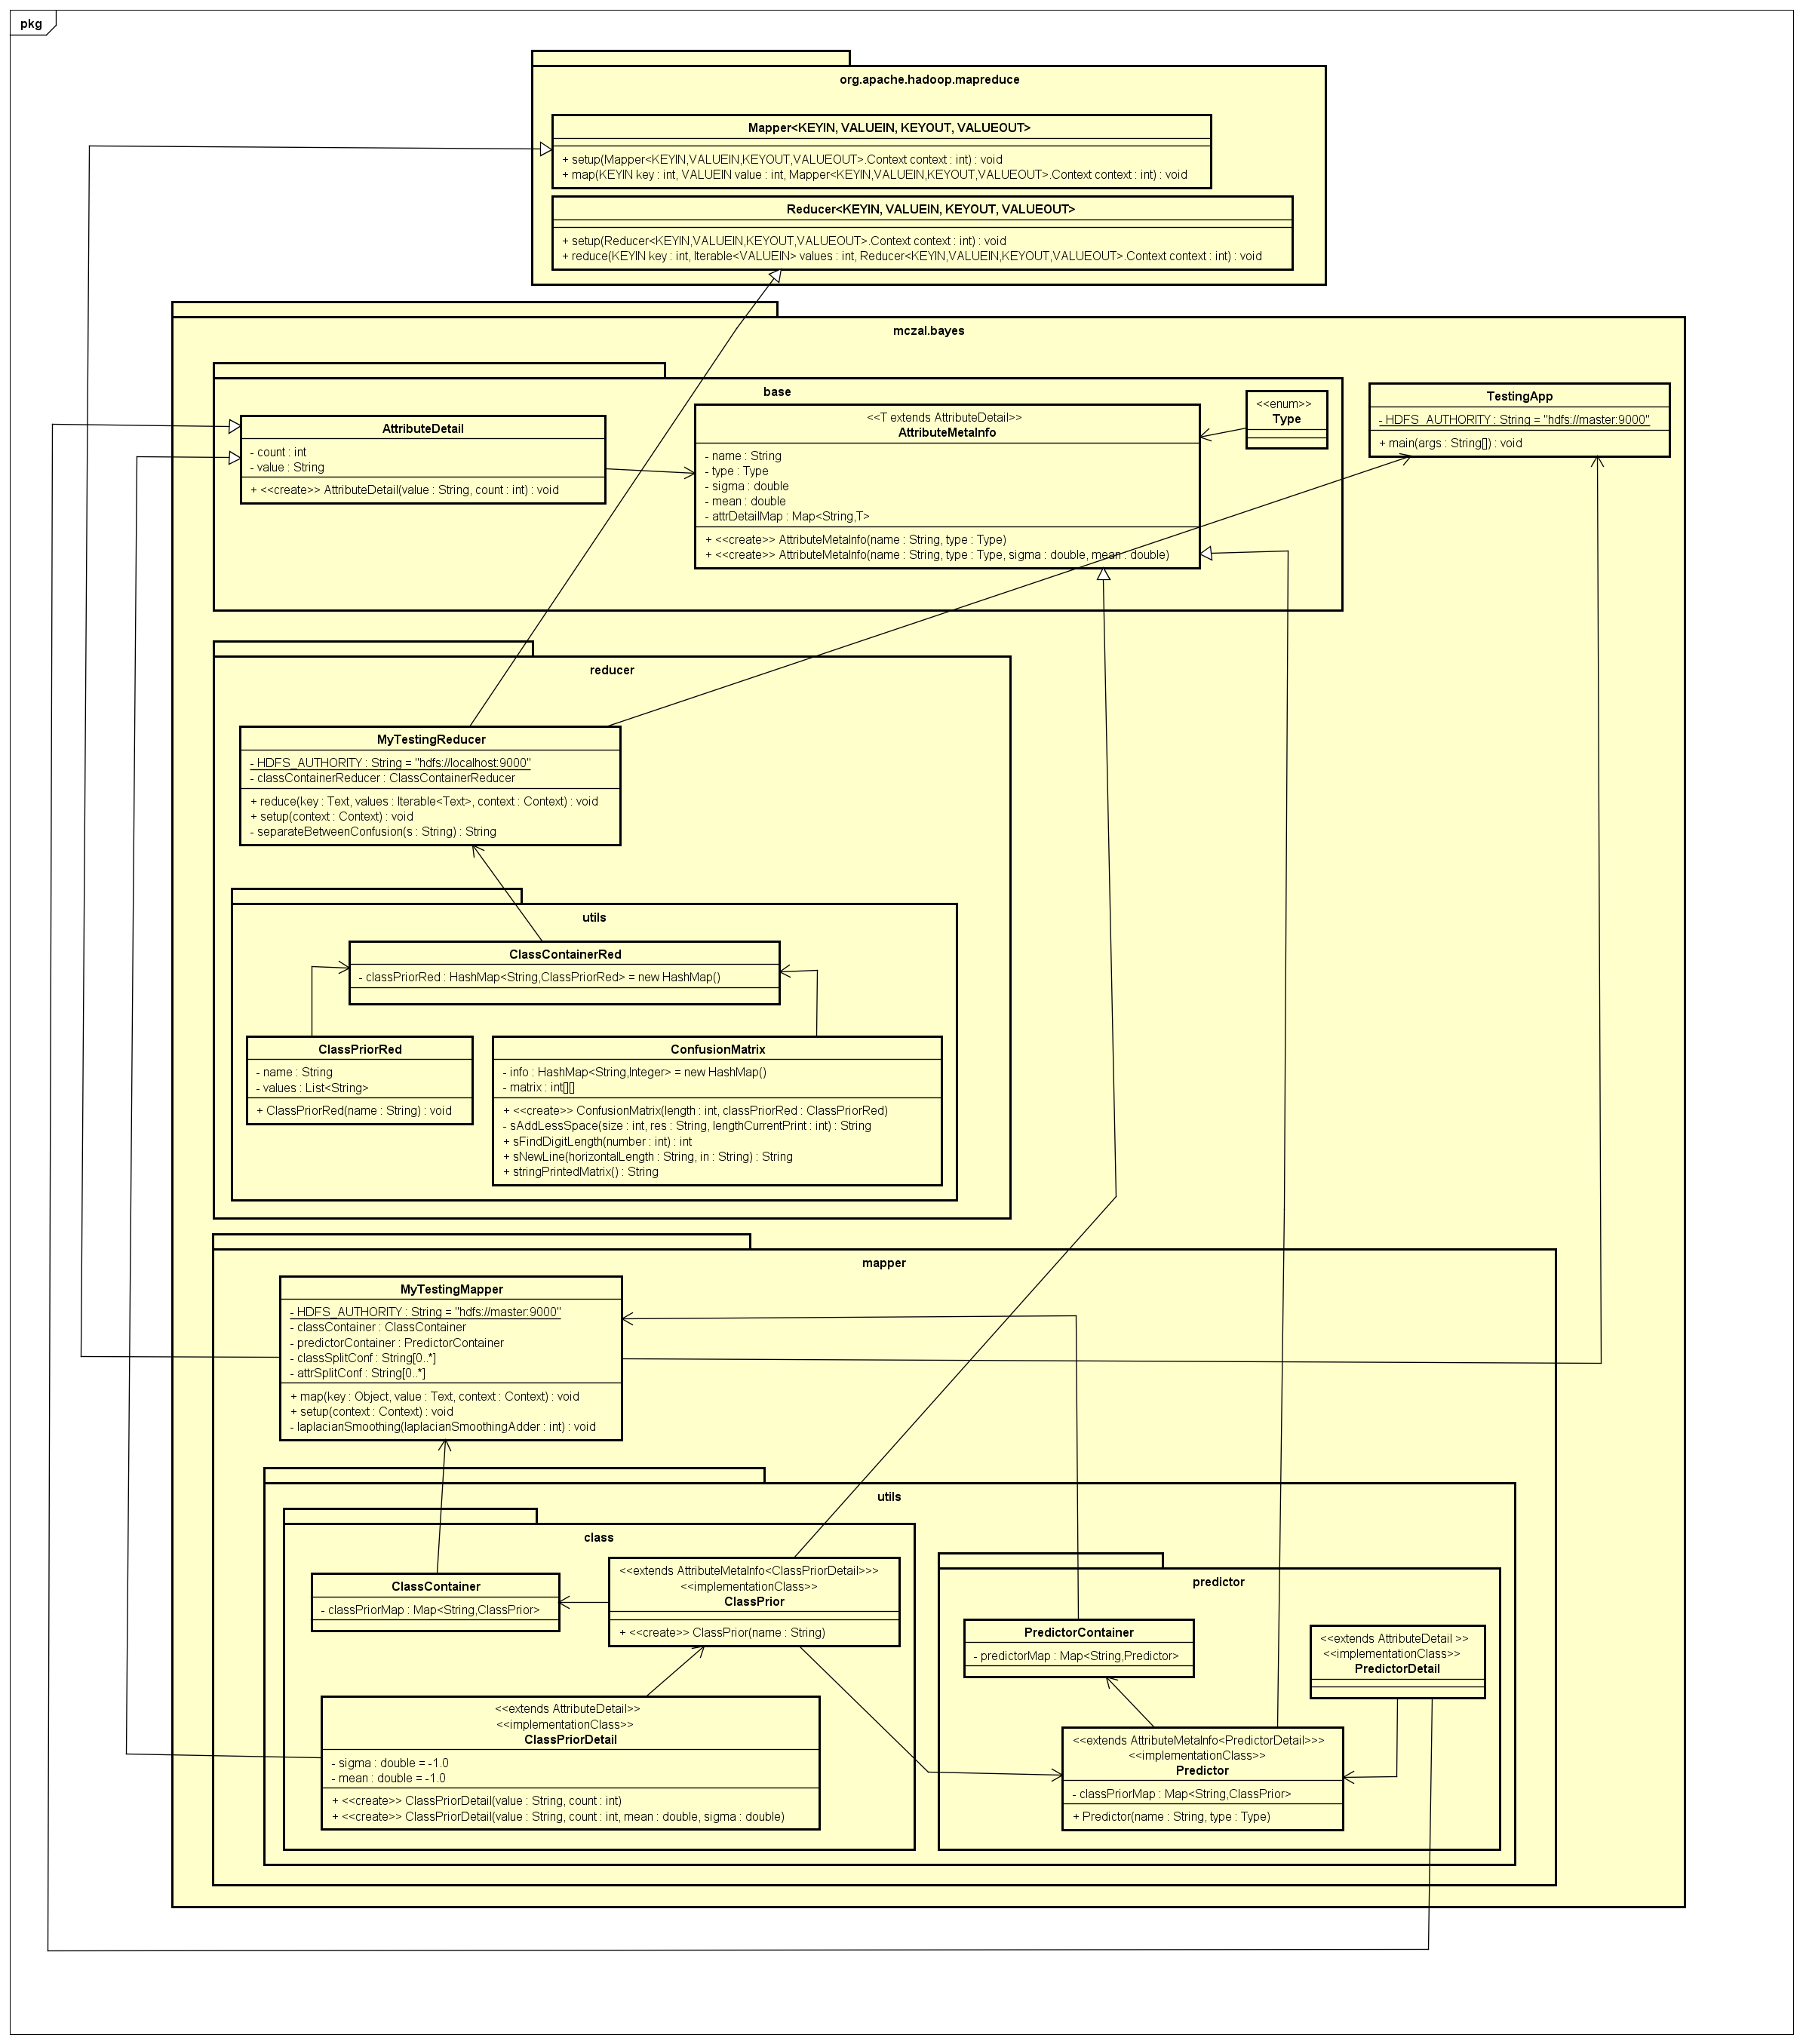 pkg
org.apache.hadoop.mapreduce
Mapper<KEYIN, VALUEIN, KEYOUT, VALUEOUT>
+ setup(Mapper<KEYIN,VALUEIN,KEYOUT,VALUEOUT>.Context context : int) : void
+ map(KEYIN key : int, VALUEIN value : int, Mapper<KEYIN,VALUEIN,KEYOUT,VALUEOUT>.Context context : int) : void
Reducer<KEYIN, VALUEIN, KEYOUT, VALUEOUT>
+ setup(Reducer<KEYIN,VALUEIN,KEYOUT,VALUEOUT>.Context context : int) : void
+ reduce(KEYIN key : int, Iterable<VALUEIN> values : int, Reducer<KEYIN,VALUEIN,KEYOUT,VALUEOUT>.Context context : int) : void
mczal.bayes
base
AttributeDetail
- count : int
- value : String
+ <<create>> AttributeDetail(value : String, count : int) : void
<<T extends AttributeDetail>>
AttributeMetaInfo
- name : String
- type : Type
- sigma : double
- mean : double
- attrDetailMap : Map<String,T>
+ <<create>> AttributeMetaInfo(name : String, type : Type)
+ <<create>> AttributeMetaInfo(name : String, type : Type, sigma : double, mean : double)
<<enum>>
Type
TestingApp
- HDFS_AUTHORITY : String = "hdfs://master:9000"
+ main(args : String[]) : void
reducer
MyTestingReducer
- HDFS_AUTHORITY : String = "hdfs://localhost:9000"
- classContainerReducer : ClassContainerReducer
+ reduce(key : Text, values : Iterable<Text>, context : Context) : void
+ setup(context : Context) : void
- separateBetweenConfusion(s : String) : String
utils
ClassContainerRed
- classPriorRed : HashMap<String,ClassPriorRed> = new HashMap()
ClassPriorRed
- name : String
- values : List<String>
+ ClassPriorRed(name : String) : void
ConfusionMatrix
- info : HashMap<String,Integer> = new HashMap()
- matrix : int[][]
+ <<create>> ConfusionMatrix(length : int, classPriorRed : ClassPriorRed)
- sAddLessSpace(size : int, res : String, lengthCurrentPrint : int) : String
+ sFindDigitLength(number : int) : int
+ sNewLine(horizontalLength : String, in : String) : String
+ stringPrintedMatrix() : String
mapper
MyTestingMapper
- HDFS_AUTHORITY : String = "hdfs://master:9000"
- classContainer : ClassContainer
- predictorContainer : PredictorContainer
- classSplitConf : String[0..*]
- attrSplitConf : String[0..*]
+ map(key : Object, value : Text, context : Context) : void
+ setup(context : Context) : void
- laplacianSmoothing(laplacianSmoothingAdder : int) : void
utils
class
ClassContainer
- classPriorMap : Map<String,ClassPrior>
<<extends AttributeMetaInfo<ClassPriorDetail>>>
<<implementationClass>>
ClassPrior
+ <<create>> ClassPrior(name : String)
<<extends AttributeDetail>>
<<implementationClass>>
ClassPriorDetail
- sigma : double = -1.0
- mean : double = -1.0
+ <<create>> ClassPriorDetail(value : String, count : int)
+ <<create>> ClassPriorDetail(value : String, count : int, mean : double, sigma : double)
predictor
PredictorContainer
- predictorMap : Map<String,Predictor>
<<extends AttributeDetail >>
<<implementationClass>>
PredictorDetail
<<extends AttributeMetaInfo<PredictorDetail>>>
<<implementationClass>>
Predictor
- classPriorMap : Map<String,ClassPrior>
+ Predictor(name : String, type : Type)